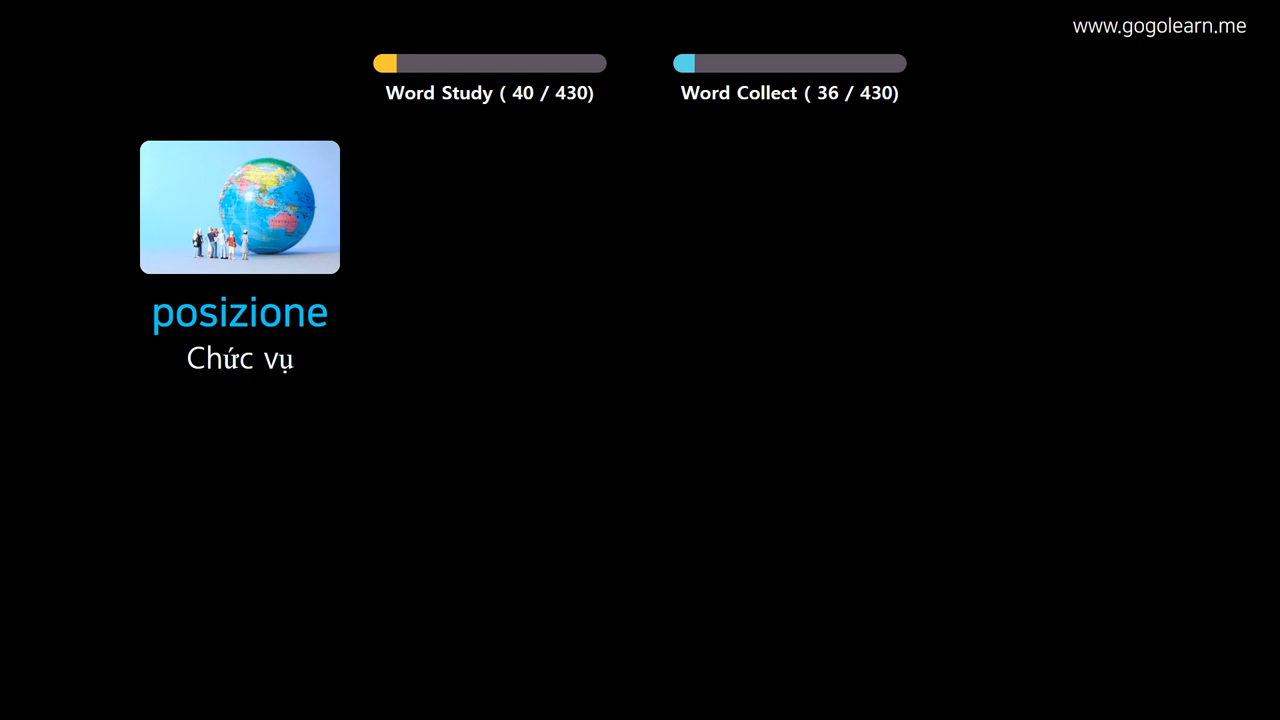 www.gogolearn.me
Word Study ( 40 / 430)
Word Collect ( 36 / 430)
posizione
Chức vụ